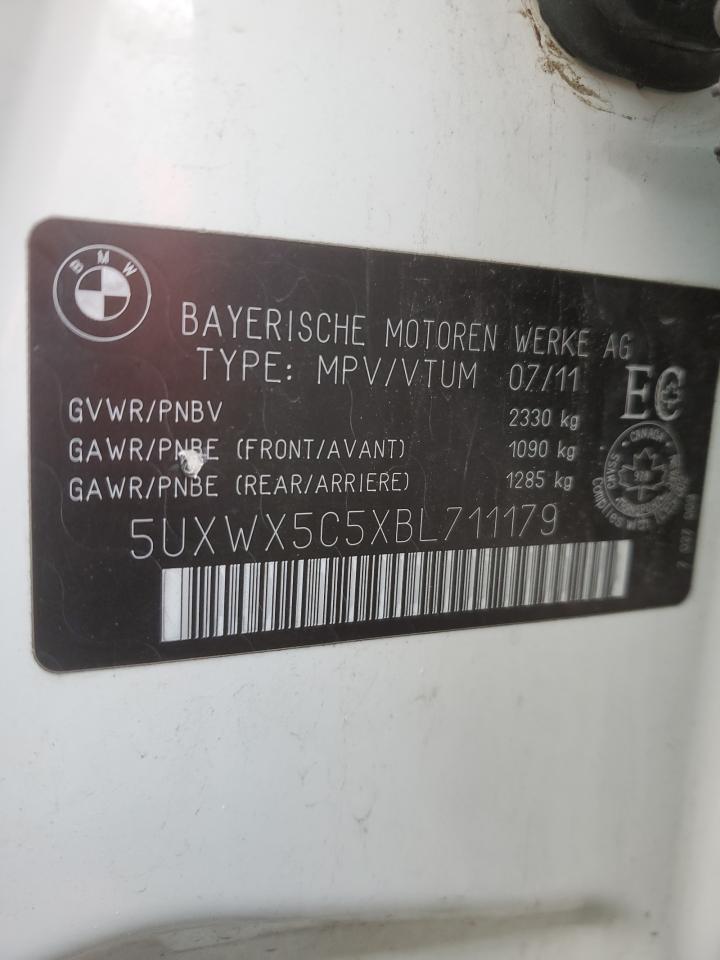 BMW
BAYERISCHE MOTOREN WERKE AG
TYPE: MPV/VTUM 07/11
EC
GVWR/PNBV 2330 kg
GAWR/PNBE (FRONT/AVANT) 1090 kg
GAWR/PNBE (REAR/ARRIERE) 1285 kg
CANADA
5UXWX5C5XBL711179